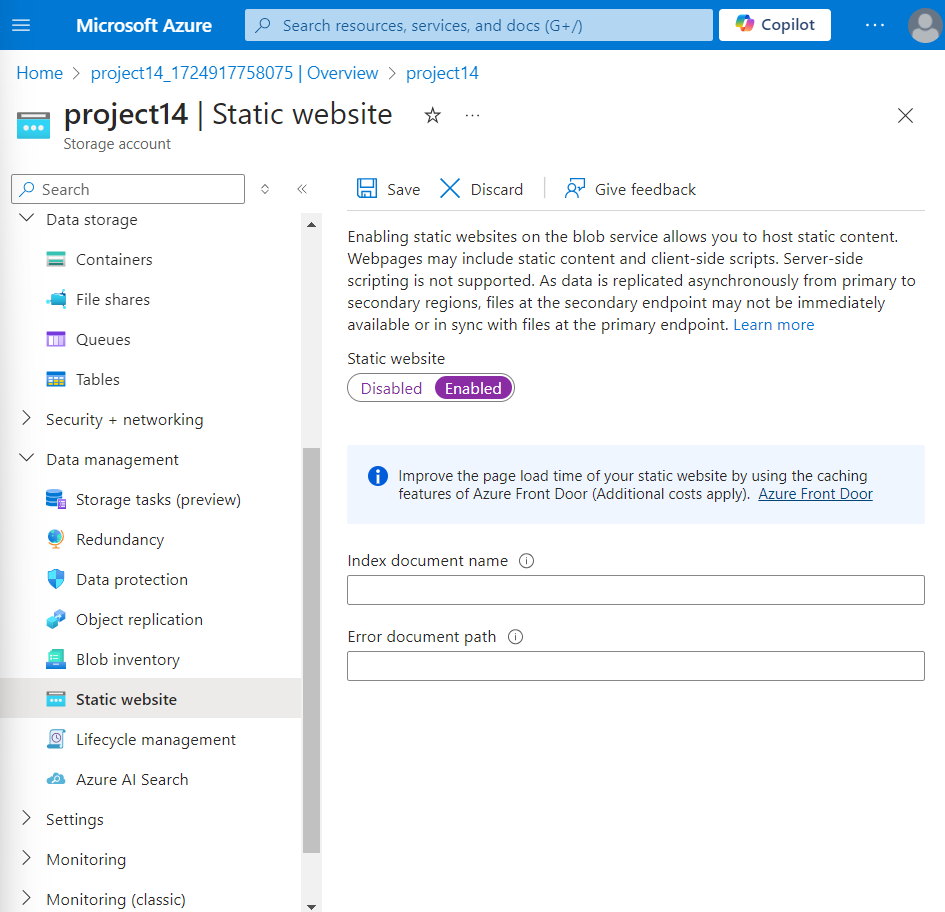 Microsoft Azure
Search resources, services, and docs (G+/)
Copilot
...
Home > project14_1724917758075 | Overview > project14
project14 | Static website
...
Storage account
Search
Data storage
Containers
File shares
Queues
Tables
Security + networking
Data management
Storage tasks (preview)
Redundancy
Data protection
Object replication
Blob inventory
Static website
Lifecycle management
Azure AI Search
Settings
Monitoring
Monitoring (classic)
Save
Discard
Give feedback
Enabling static websites on the blob service allows you to host static content.
Webpages may include static content and client-side scripts. Server-side
scripting is not supported. As data is replicated asynchronously from primary to
secondary regions, files at the secondary endpoint may not be immediately
available or in sync with files at the primary endpoint. Learn more
Static website
Disabled Enabled
Improve the page load time of your static website by using the caching
features of Azure Front Door (Additional costs apply). Azure Front Door
Index document name
Error document path